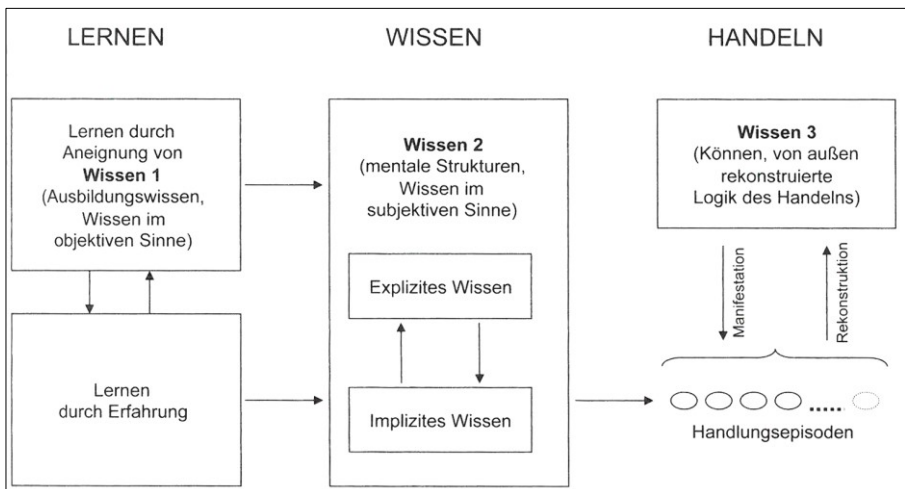 LERNEN
WISSEN
HANDELN
Lernen durch
Aneignung von
Wissen 1
(Ausbildungswissen,
Wissen im
objektiven Sinne)
Lernen
durch Erfahrung
Wissen 2
(mentale Strukturen,
Wissen im
subjektiven Sinne)
Explizites Wissen
Implizites Wissen
Wissen 3
(Können, von außen
rekonstruierte
Logik des Handelns)
Manifestation
Rekonstruktion
Handlungsepisoden